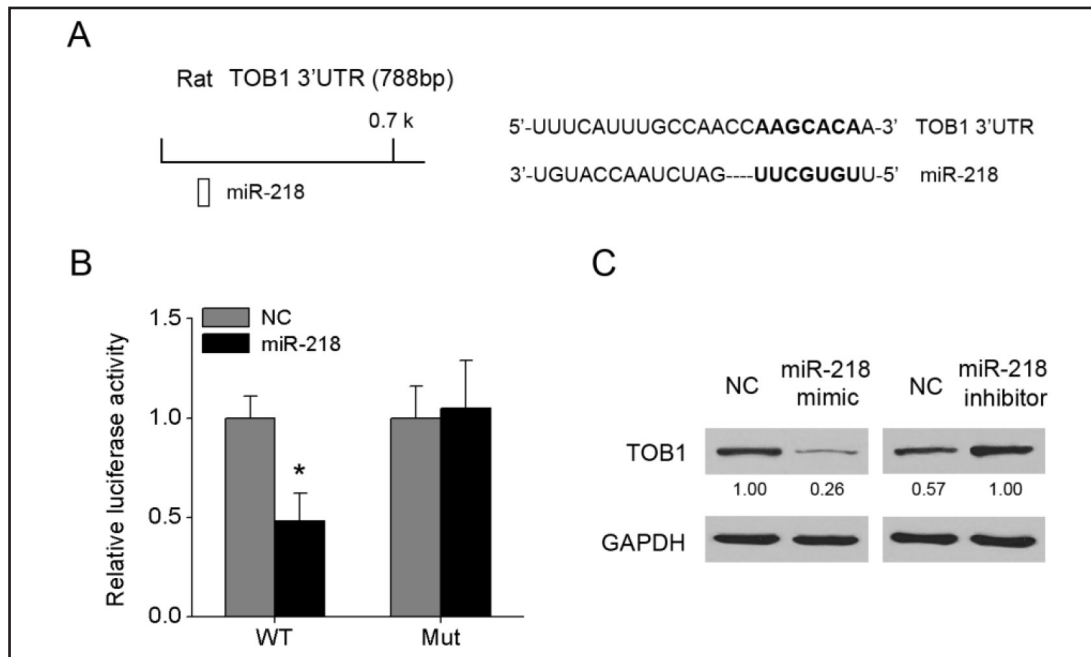 A
Rat TOB1 3'UTR (788bp)
0.7 k
miR-218
5'-UUUCAUUUGCCAACCAAGCACAA-3' TOB1 3'UTR
3'-UGUACCAAUCUAG----UUCGUGUU-5' miR-218
B
NC
miR-218
Relative luciferase activity
1.5
1.0
0.5
0.0
*
WT Mut
C
NC miR-218 mimic NC miR-218 inhibitor
TOB1
1.00 0.26 0.57 1.00
GAPDH